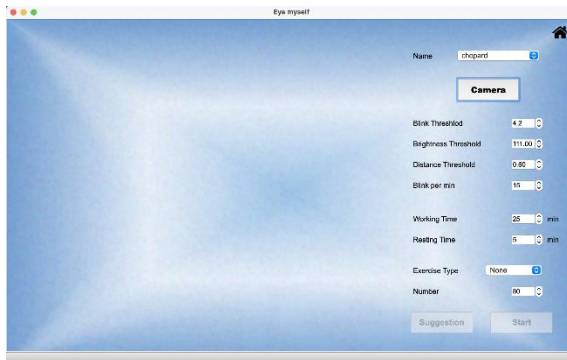 Eye myself
Name chopard
Camera
Blink Threshlod 4.2
Brightness Threshold 111.00
Distance Threshold 0.60
Blink per min 15
Working Time 25 min
Resting Time 5 min
Exercise Type None
Number 80
Suggestion Start